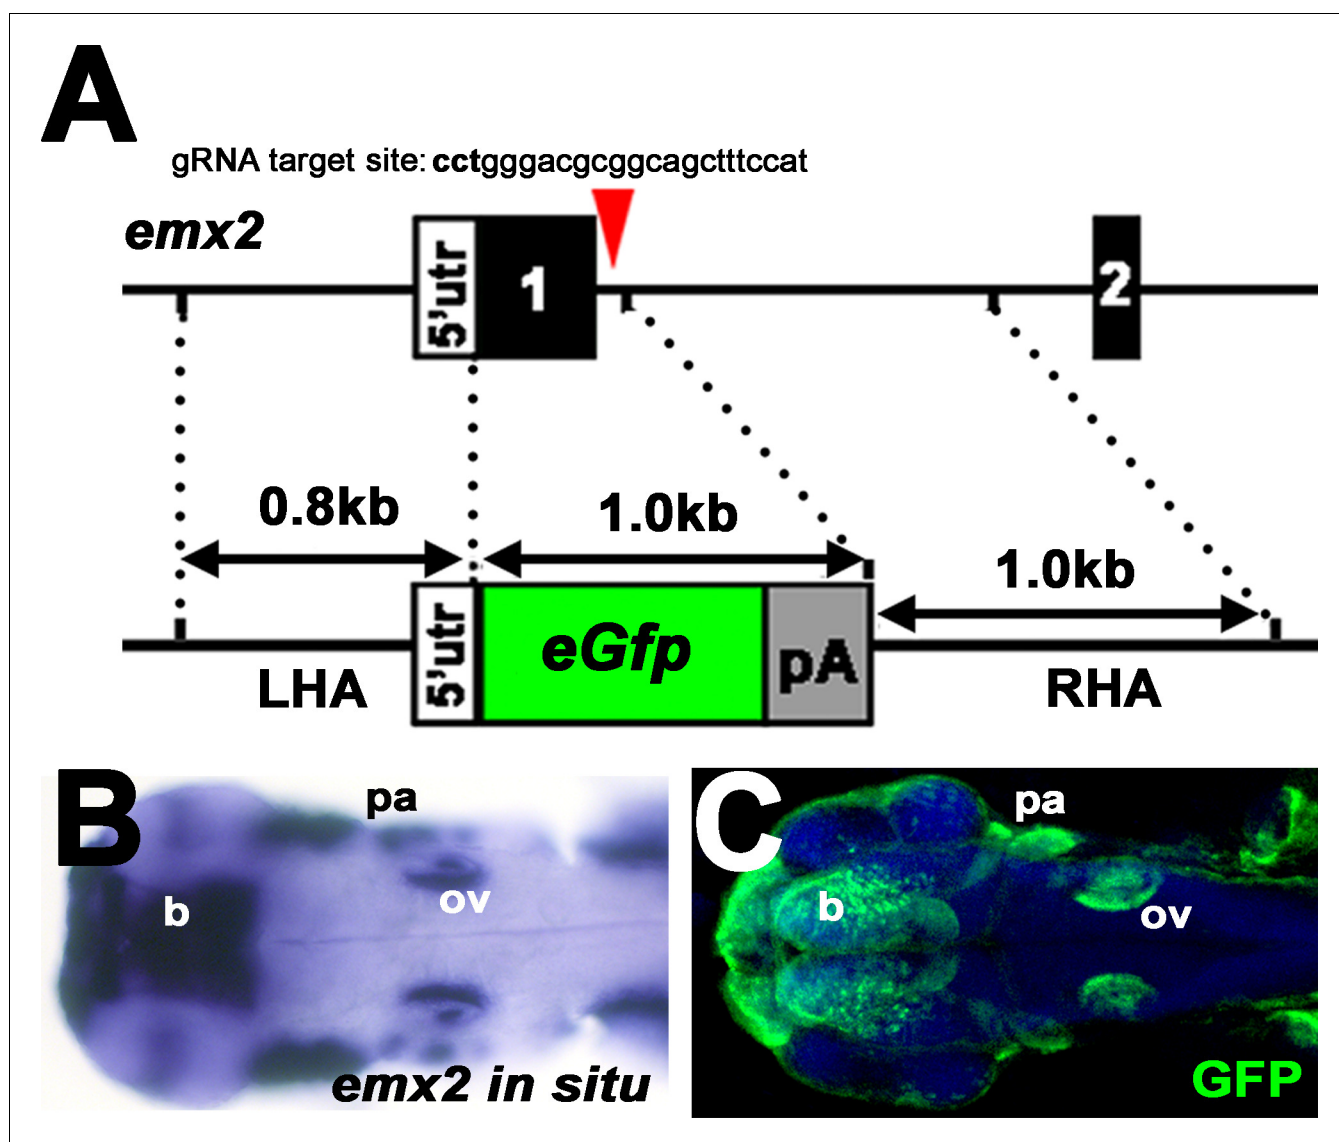 A
gRNA target site: cctgggacgcggcagctttccat
emx2
5'utr
1
2
0.8kb
1.0kb
1.0kb
5'utr
eGfp
pA
LHA
RHA
B
pa
b
ov
emx2 in situ
C
pa
b
ov
GFP